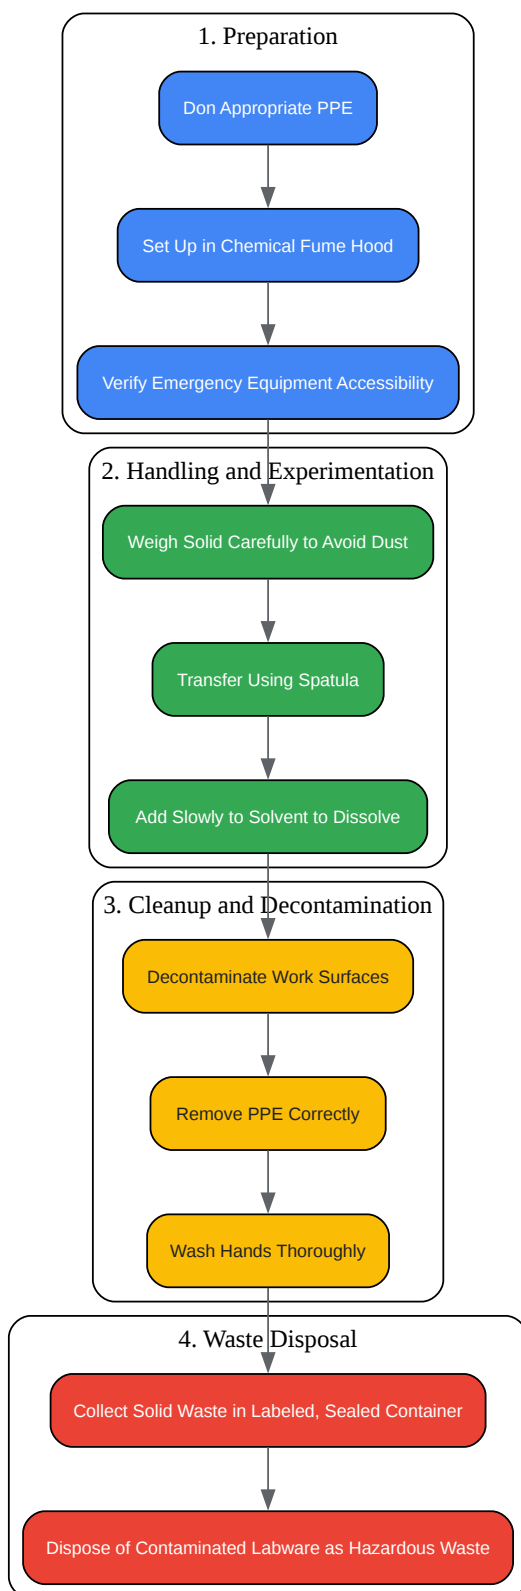 1. Preparation
Don Appropriate PPE
Set Up in Chemical Fume Hood
Verify Emergency Equipment Accessibility
2. Handling and Experimentation
Weigh Solid Carefully to Avoid Dust
Transfer Using Spatula
Add Slowly to Solvent to Dissolve
3. Cleanup and Decontamination
Decontaminate Work Surfaces
Remove PPE Correctly
Wash Hands Thoroughly
4. Waste Disposal
Collect Solid Waste in Labeled, Sealed Container
Dispose of Contaminated Labware as Hazardous Waste